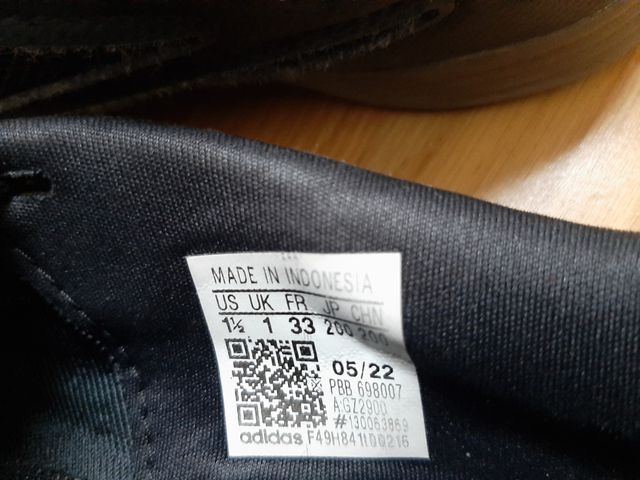 MADE IN INDONESIA
US UK FR JP CHN
1½ 1 33 200 200
05/22
PBB 698007
A:GZ2900
#130063869
adidas F49H841ID0216